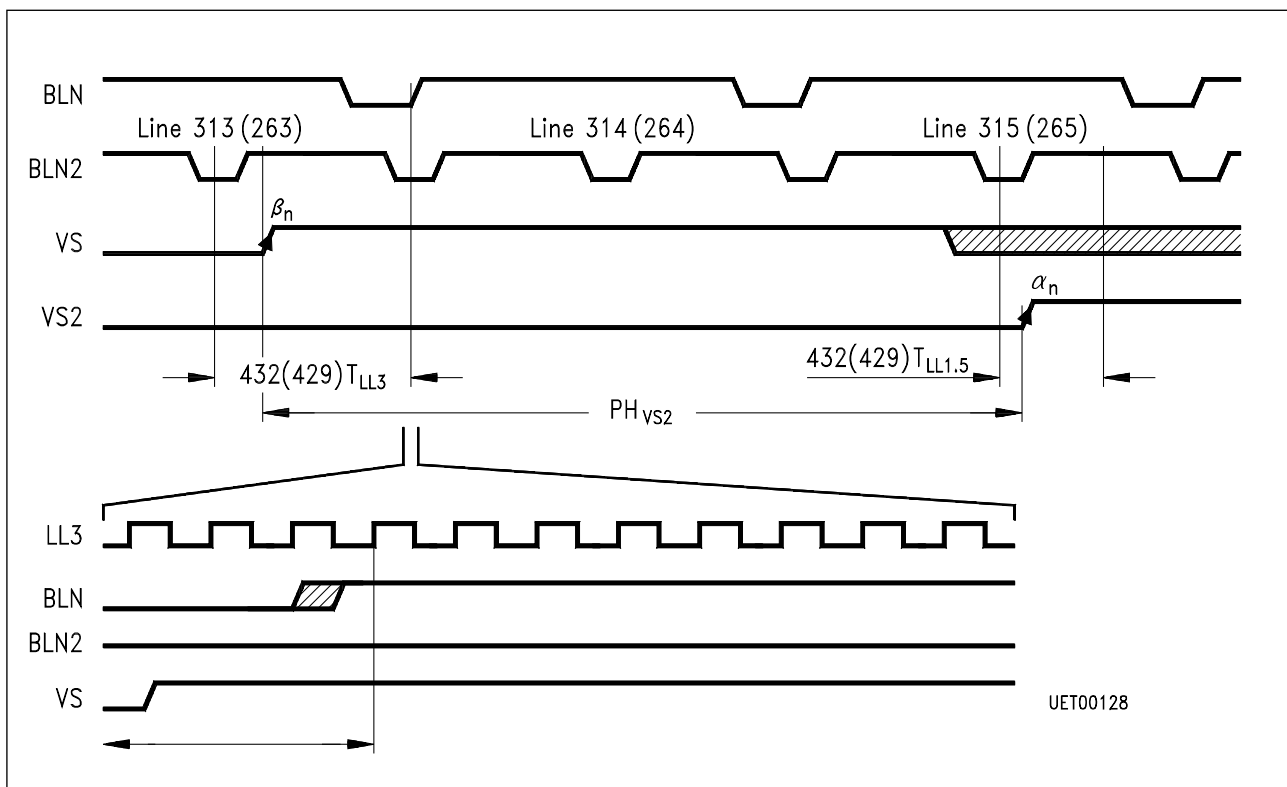 BLN
Line 313 (263) Line 314 (264) Line 315 (265)
BLN2
βn
VS
αn
VS2
432(429)TLL3 432(429)TLL1.5
PHVS2
LL3
BLN
BLN2
VS
UET00128